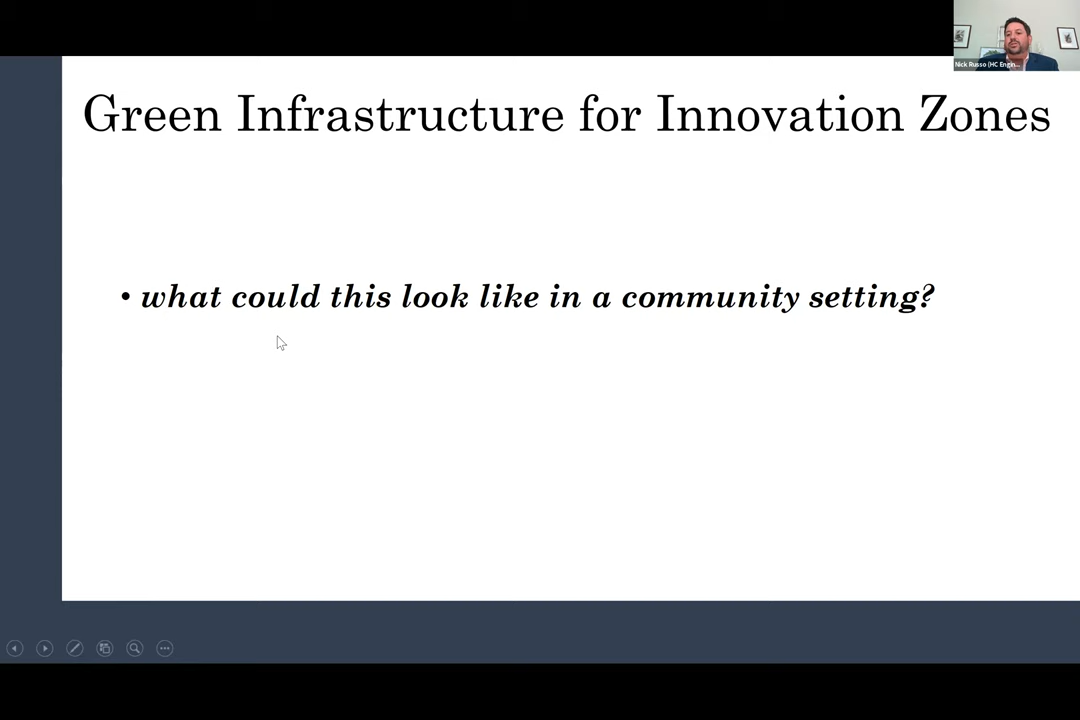 Nick Russo (HC Engin...
Green Infrastructure for Innovation Zones
• what could this look like in a community setting?